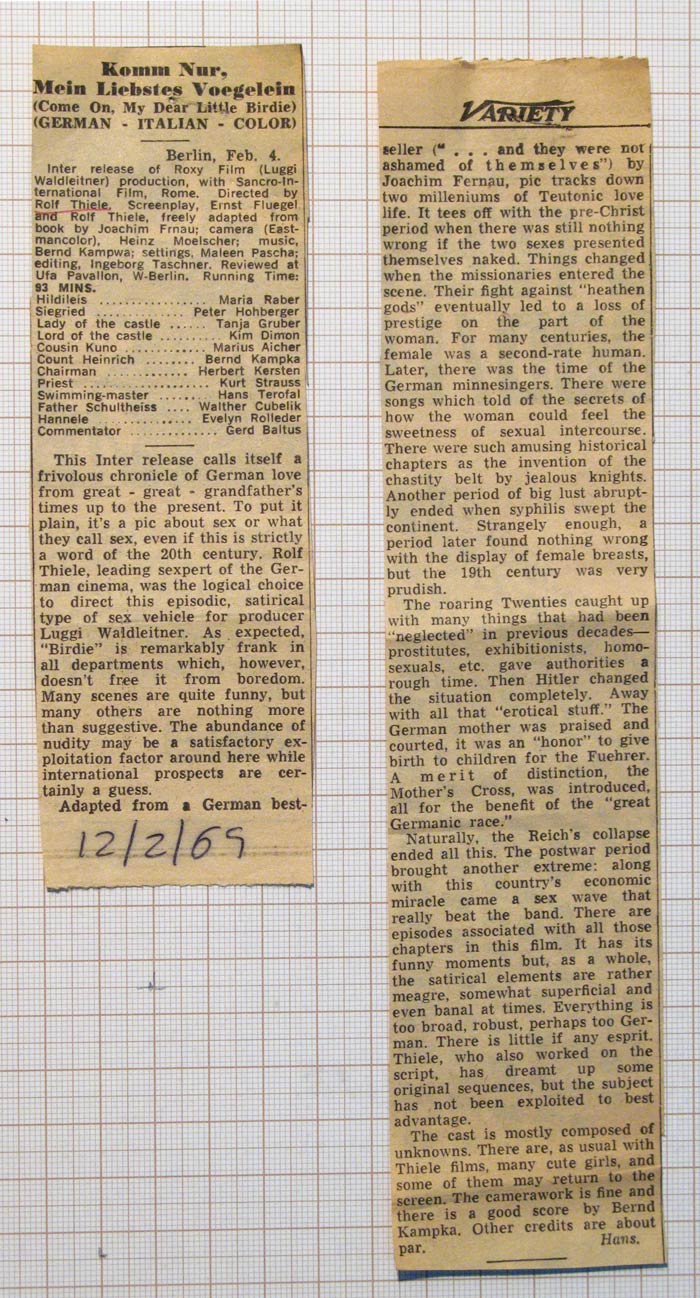 Komm Nur,
Mein Liebstes Voegelein
(Come On, My Dear Little Birdie)
(GERMAN - ITALIAN - COLOR)
Berlin, Feb. 4.
Inter release of Roxy Film (Luggi
Waldleitner) production, with Sancro-In-
ternational Film, Rome. Directed by
Rolf Thiele. Screenplay, Ernst Fluegel
and Rolf Thiele, freely adapted from
book by Joachim Frnau; camera (East-
mancolor), Heinz Moelscher; music,
Bernd Kampwa; settings, Maleen Pascha;
editing, Ingeborg Taschner. Reviewed at
Ufa Pavallon, W-Berlin. Running Time:
93 MINS.
Hildileis .............. Maria Raber
Siegried ............ Peter Hohberger
Lady of the castle ...... Tanja Gruber
Lord of the castle ......... Kim Dimon
Cousin Kuno ............ Marius Aicher
Count Heinrich ......... Bernd Kampka
Chairman ............ Herbert Kersten
Priest .................. Kurt Strauss
Swimming-master ........ Hans Terofal
Father Schultheiss .... Walther Cubelik
Hannele .............. Evelyn Rolleder
Commentator ............ Gerd Baltus
This Inter release calls itself a
frivolous chronicle of German love
from great - great - grandfather's
times up to the present. To put it
plain, it's a pic about sex or what
they call sex, even if this is strictly
a word of the 20th century. Rolf
Thiele, leading sexpert of the Ger-
man cinema, was the logical choice
to direct this episodic, satirical
type of sex vehicle for producer
Luggi Waldleitner. As expected,
"Birdie" is remarkably frank in
all departments which, however,
doesn't free it from boredom.
Many scenes are quite funny, but
many others are nothing more
than suggestive. The abundance of
nudity may be a satisfactory ex-
ploitation factor around here while
international prospects are cer-
tainly a guess.
Adapted from a German best-
12/2/69
VARIETY
seller (". . . and they were not
ashamed of themselves") by
Joachim Fernau, pic tracks down
two milleniums of Teutonic love
life. It tees off with the pre-Christ
period when there was still nothing
wrong if the two sexes presented
themselves naked. Things changed
when the missionaries entered the
scene. Their fight against "heathen
gods" eventually led to a loss of
prestige on the part of the
woman. For many centuries, the
female was a second-rate human.
Later, there was the time of the
German minnesingers. There were
songs which told of the secrets of
how the woman could feel the
sweetness of sexual intercourse.
There were such amusing historical
chapters as the invention of the
chastity belt by jealous knights.
Another period of big lust abrupt-
ly ended when syphilis swept the
continent. Strangely enough, a
period later found nothing wrong
with the display of female breasts,
but the 19th century was very
prudish.
The roaring Twenties caught up
with many things that had been
"neglected" in previous decades—
prostitutes, exhibitionists, homo-
sexuals, etc. gave authorities a
rough time. Then Hitler changed
the situation completely. Away
with all that "erotical stuff." The
German mother was praised and
courted, it was an "honor" to give
birth to children for the Fuehrer.
A merit of distinction, the
Mother's Cross, was introduced,
all for the benefit of the "great
Germanic race."
Naturally, the Reich's collapse
ended all this. The postwar period
brought another extreme: along
with this country's economic
miracle came a sex wave that
really beat the band. There are
episodes associated with all those
chapters in this film. It has its
funny moments but, as a whole,
the satirical elements are rather
meagre, somewhat superficial and
even banal at times. Everything is
too broad, robust, perhaps too Ger-
man. There is little if any esprit.
Thiele, who also worked on the
script, has dreamt up some
original sequences, but the subject
has not been exploited to best
advantage.
The cast is mostly composed of
unknowns. There are, as usual with
Thiele films, many cute girls, and
some of them may return to the
screen. The camerawork is fine and
there is a good score by Bernd
Kampka. Other credits are about
par. Hans.